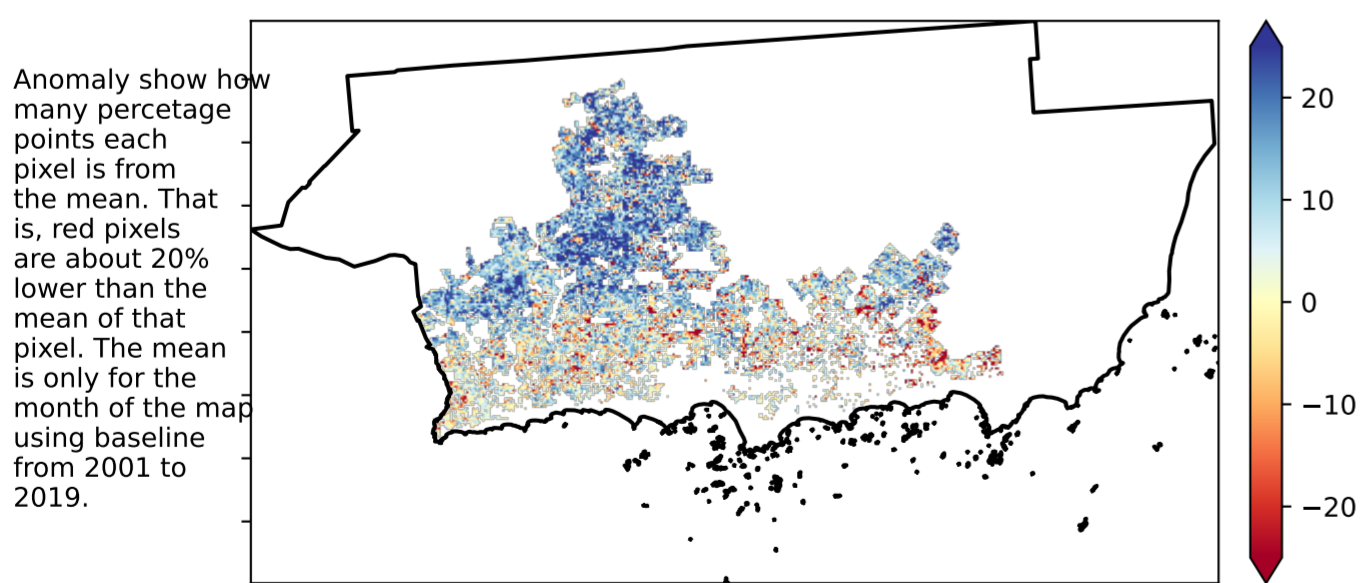 Anomaly show how
many percetage
points each
pixel is from
the mean. That
is, red pixels
are about 20%
lower than the
mean of that
pixel. The mean
is only for the
month of the map
using baseline
from 2001 to
2019.
20
10
0
−10
−20